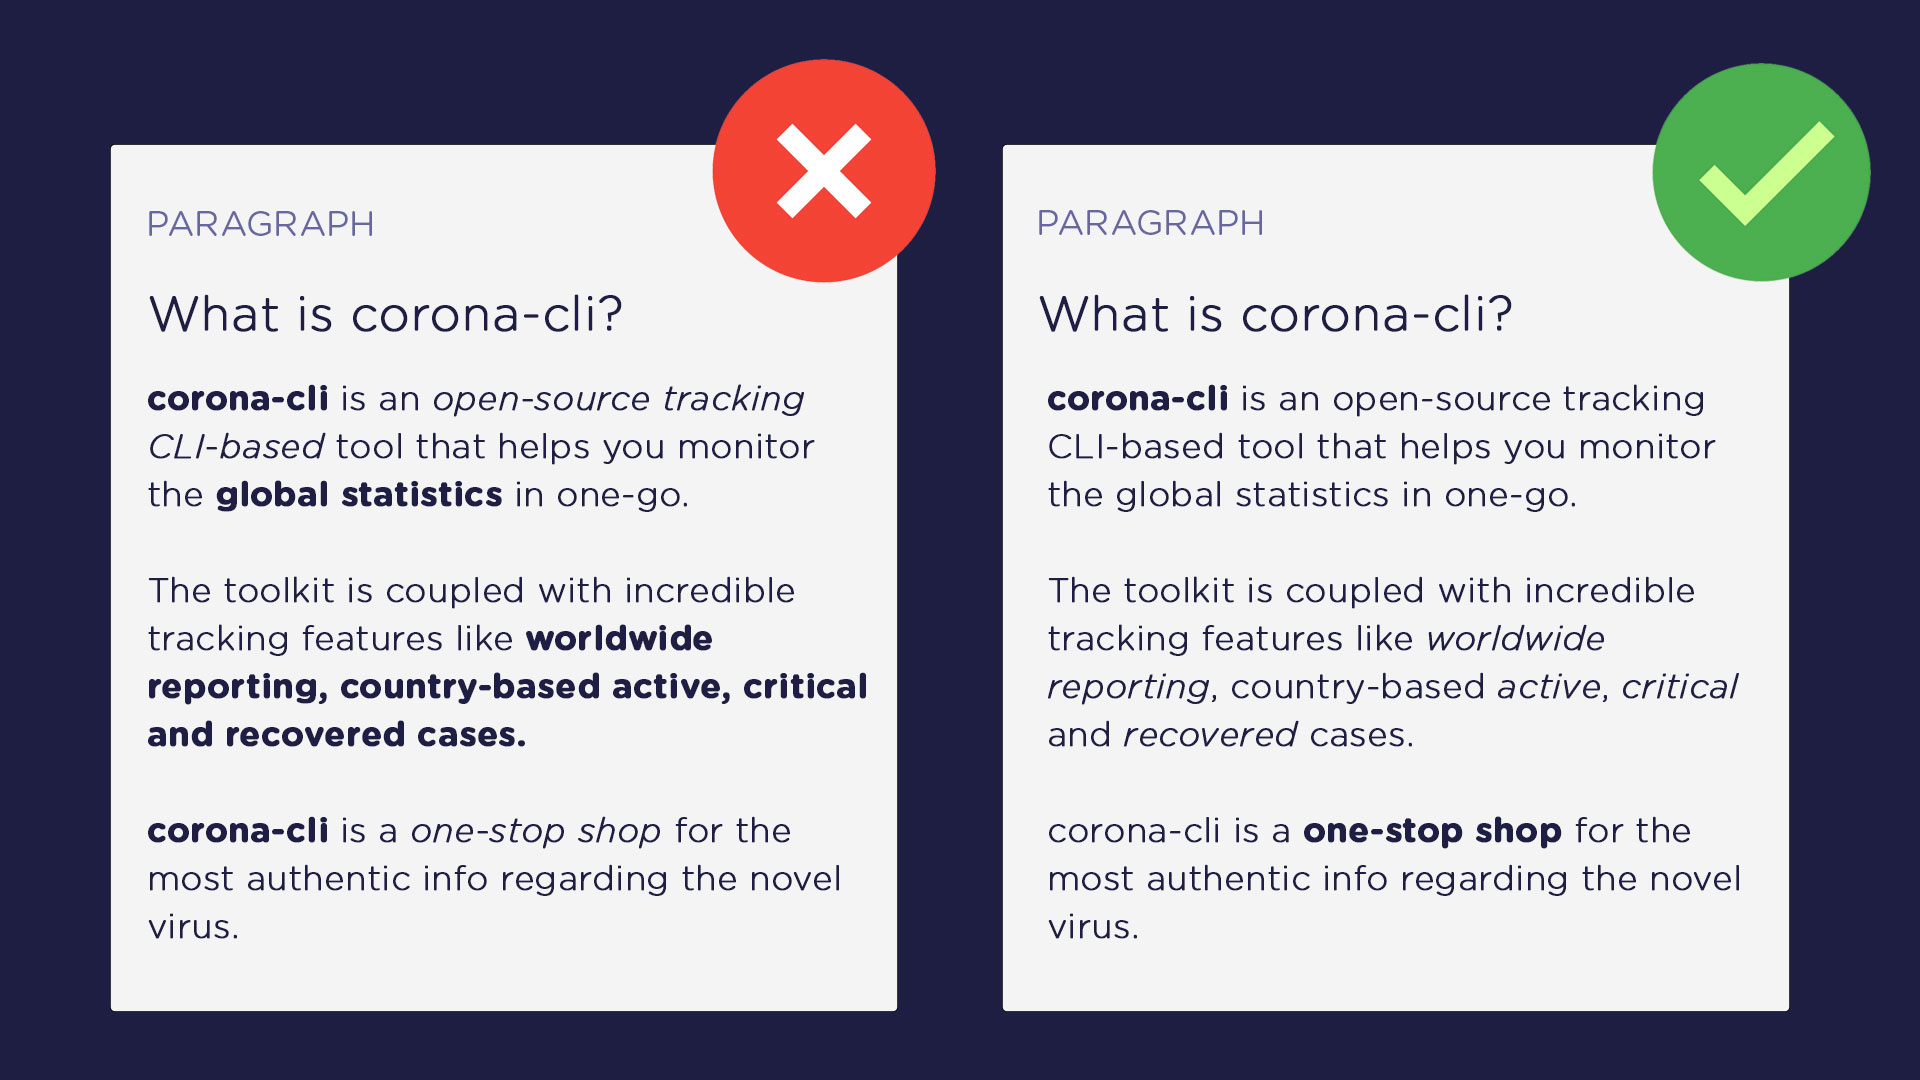 PARAGRAPH
What is corona-cli?
corona-cli is an open-source tracking
CLI-based tool that helps you monitor
the global statistics in one-go.
The toolkit is coupled with incredible
tracking features like worldwide
reporting, country-based active, critical
and recovered cases.
corona-cli is a one-stop shop for the
most authentic info regarding the novel
virus.
PARAGRAPH
What is corona-cli?
corona-cli is an open-source tracking
CLI-based tool that helps you monitor
the global statistics in one-go.
The toolkit is coupled with incredible
tracking features like worldwide
reporting, country-based active, critical
and recovered cases.
corona-cli is a one-stop shop for the
most authentic info regarding the novel
virus.